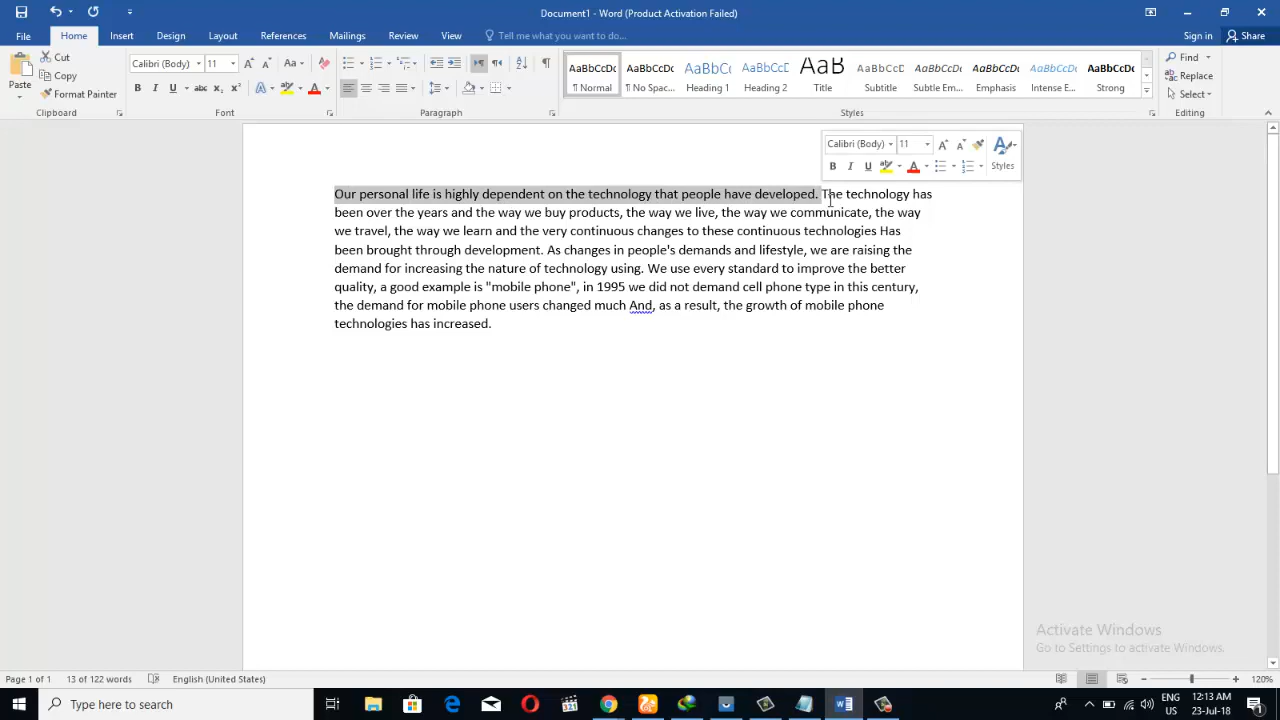 Document1 - Word (Product Activation Failed)
File Home Insert Design Layout References Mailings Review View Tell me what you want to do... Sign in Share
Paste Cut Copy Format Painter Clipboard
Calibri (Body) 11 Aa B I U abc X₂ X² A ab A Font
Paragraph
AaBbCcDc AaBbCcDc AaBbC AaBbCcD AaB AaBbCcD AaBbCcDc AaBbCcDc AaBbCcDc AaBbCcDc
¶ Normal ¶ No Spac... Heading 1 Heading 2 Title Subtitle Subtle Em... Emphasis Intense E... Strong
Styles
Find
Replace
Select
Editing
Calibri (Body) 11 A A
B I U ab A Styles
Our personal life is highly dependent on the technology that people have developed. The technology has
been over the years and the way we buy products, the way we live, the way we communicate, the way
we travel, the way we learn and the very continuous changes to these continuous technologies Has
been brought through development. As changes in people's demands and lifestyle, we are raising the
demand for increasing the nature of technology using. We use every standard to improve the better
quality, a good example is "mobile phone", in 1995 we did not demand cell phone type in this century,
the demand for mobile phone users changed much And, as a result, the growth of mobile phone
technologies has increased.
Activate Windows
Go to Settings to activate Windows.
Page 1 of 1 13 of 122 words English (United States) 120%
Type here to search
ENG
US
12:13 AM
23-Jul-18